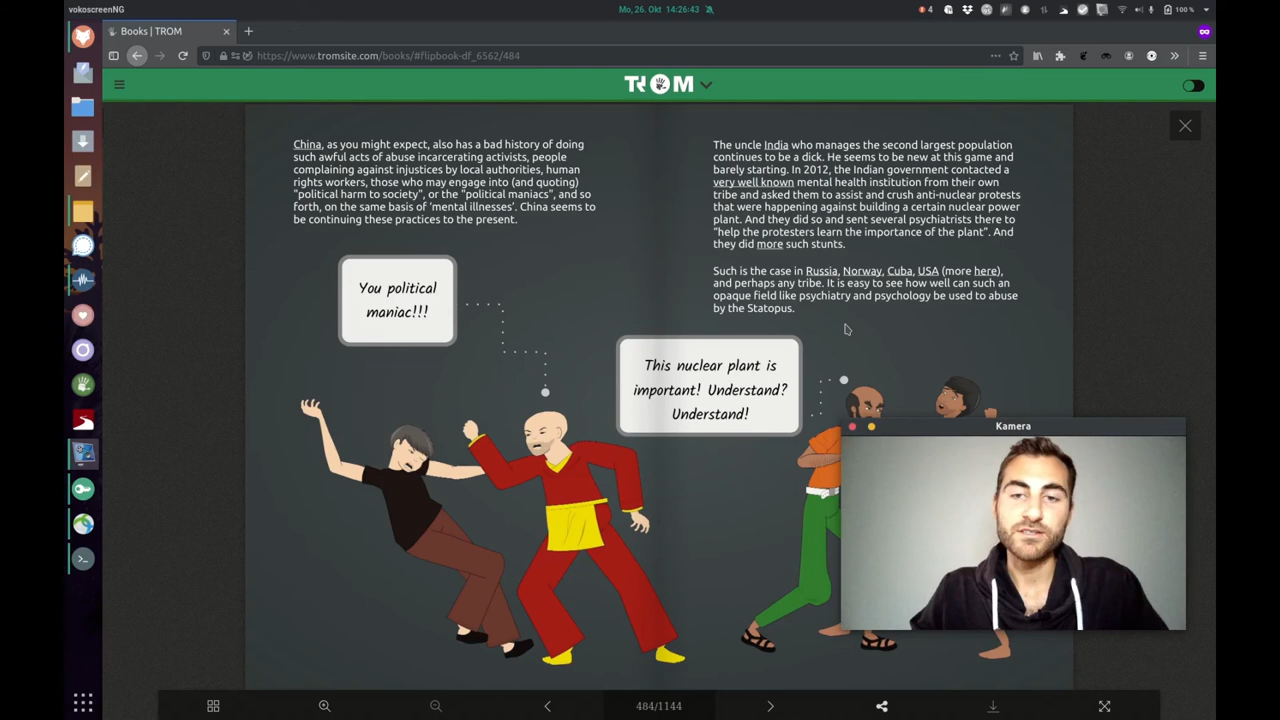 vokoscreenNG
Mo, 26. Okt 14:26:43
4
100 %
Books | TROM
https://www.tromsite.com/books/#flipbook-df_6562/484
TROM
China, as you might expect, also has a bad history of doing
such awful acts of abuse incarcerating activists, people
complaining against injustices by local authorities, human
rights workers, those who may engage into (and quoting)
"political harm to society", or the "political maniacs", and so
forth, on the same basis of ‘mental illnesses’. China seems to
be continuing these practices to the present.
The uncle India who manages the second largest population
continues to be a dick. He seems to be new at this game and
barely starting. In 2012, the Indian government contacted a
very well known mental health institution from their own
tribe and asked them to assist and crush anti-nuclear protests
that were happening against building a certain nuclear power
plant. And they did so and sent several psychiatrists there to
"help the protesters learn the importance of the plant". And
they did more such stunts.
Such is the case in Russia, Norway, Cuba, USA (more here),
and perhaps any tribe. It is easy to see how well can such an
opaque field like psychiatry and psychology be used to abuse
by the Statopus.
You political
maniac!!!
This nuclear plant is
important! Understand?
Understand!
Kamera
484/1144